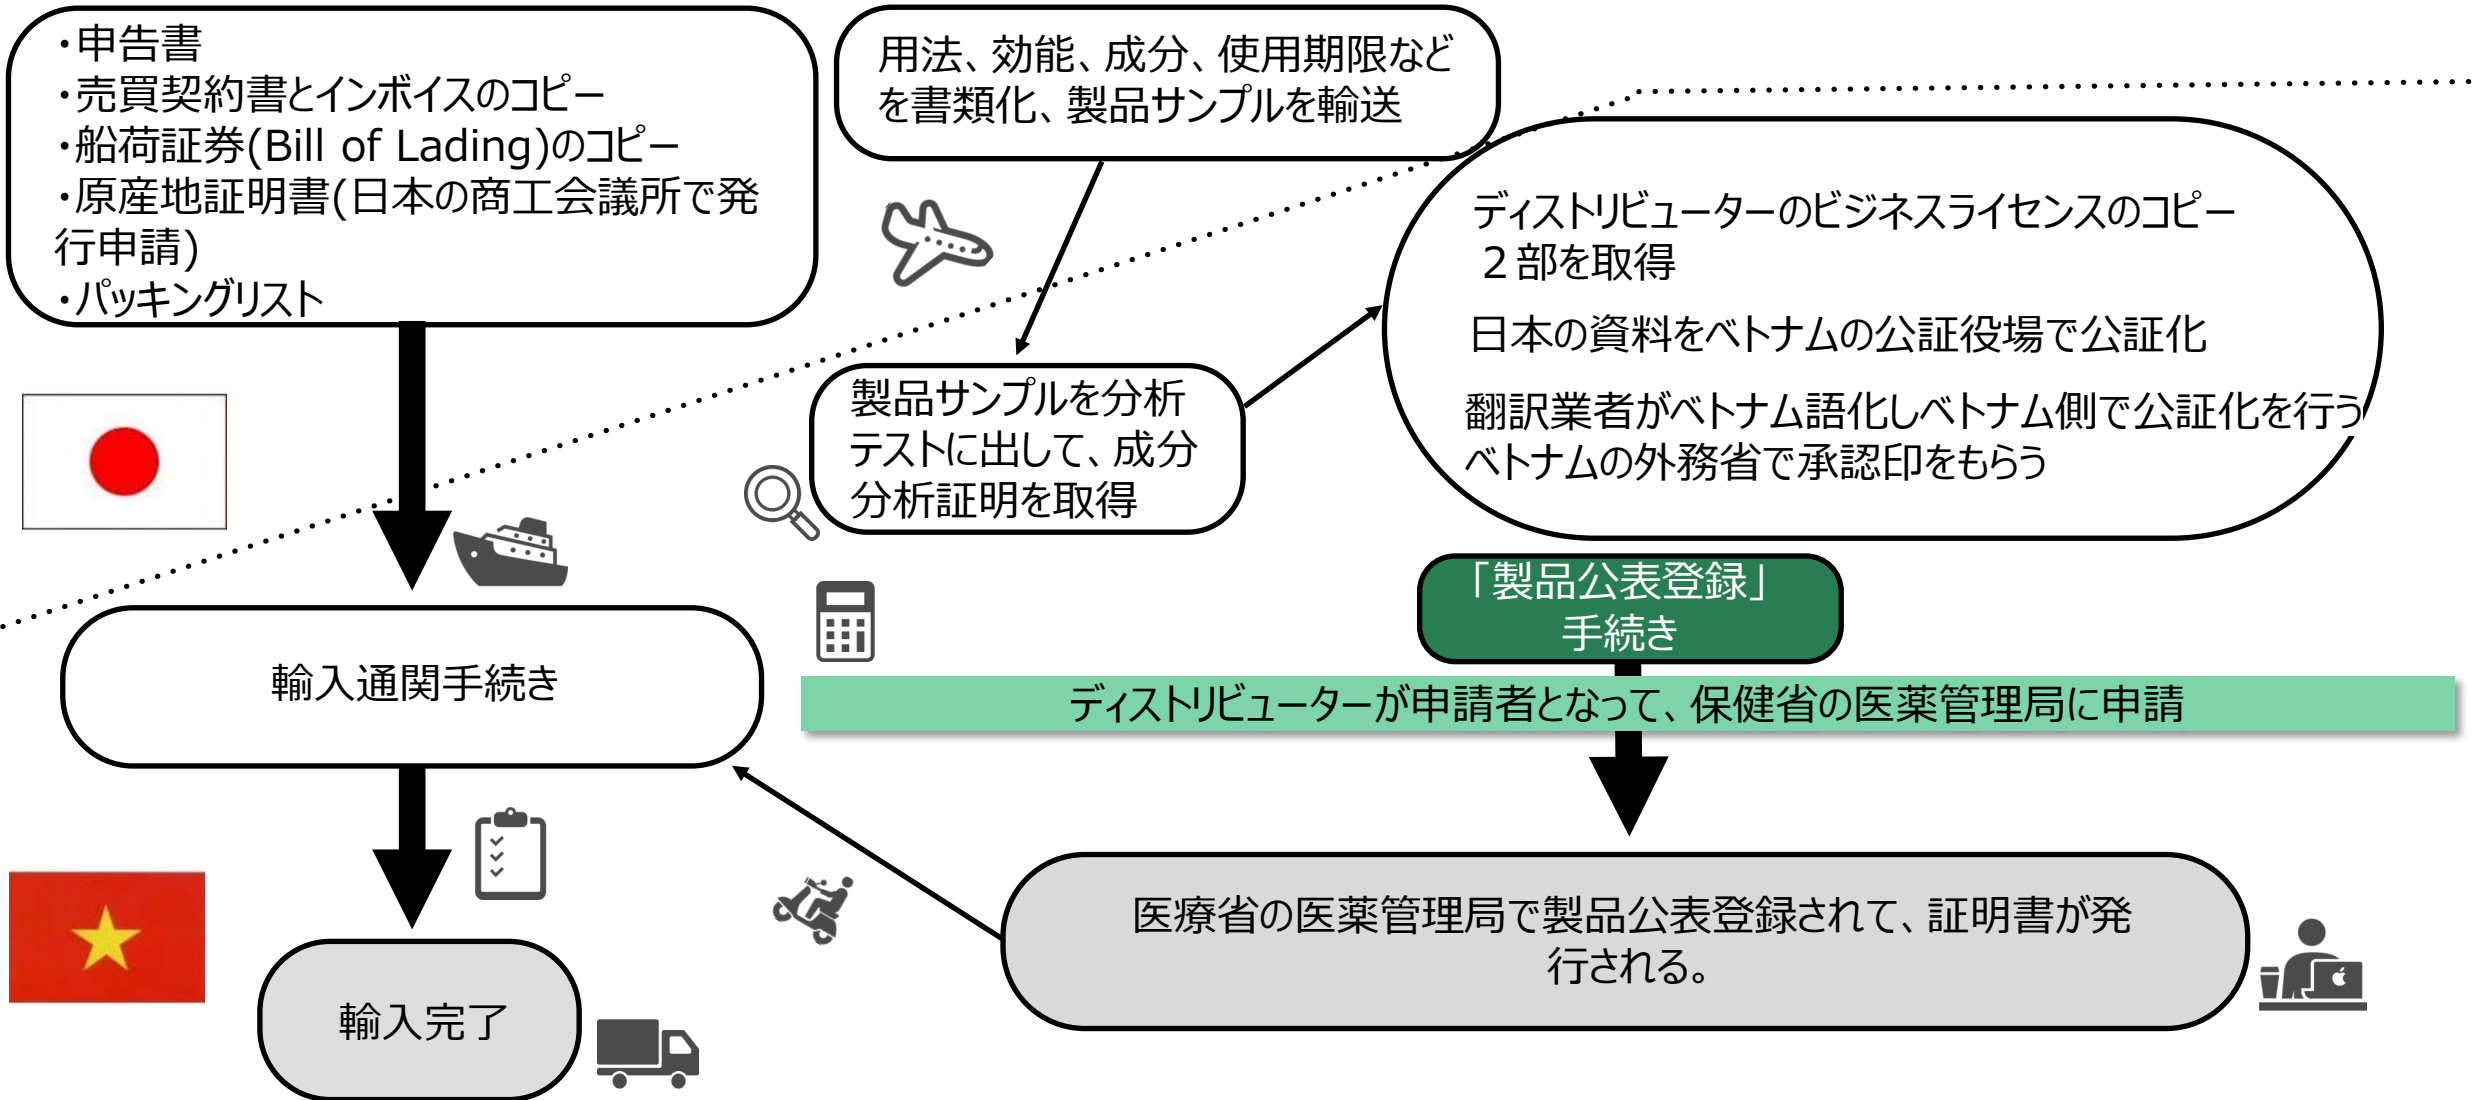 ・申告書
・売買契約書とインボイスのコピー
・船荷証券(Bill of Lading)のコピー
・原産地証明書(日本の商工会議所で発
行申請)
・パッキングリスト
用法、効能、成分、使用期限など
を書類化、製品サンプルを輸送
ディストリビューターのビジネスライセンスのコピー
２部を取得
日本の資料をベトナムの公証役場で公証化
翻訳業者がベトナム語化しベトナム側で公証化を行う
ベトナムの外務省で承認印をもらう
製品サンプルを分析
テストに出して、成分
分析証明を取得
「製品公表登録」
手続き
輸入通関手続き
ディストリビューターが申請者となって、保健省の医薬管理局に申請
医療省の医薬管理局で製品公表登録されて、証明書が発
行される。
輸入完了